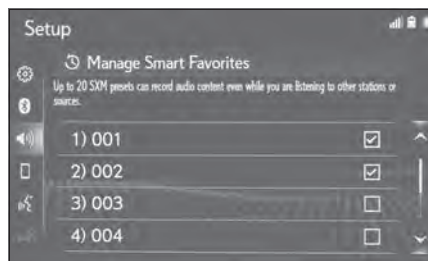 Setup
Manage Smart Favorites
Up to 20 SXM presets can record audio content even while you are listening to other stations or
sources.
1) 001
2) 002
3) 003
4) 004